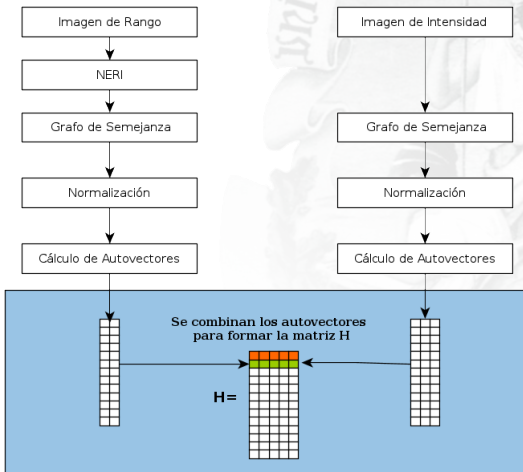 Imagen de Rango
NERI
Grafo de Semejanza
Normalización
Cálculo de Autovectores
Imagen de Intensidad
Grafo de Semejanza
Normalización
Cálculo de Autovectores
Se combinan los autovectores
para formar la matriz H
H=